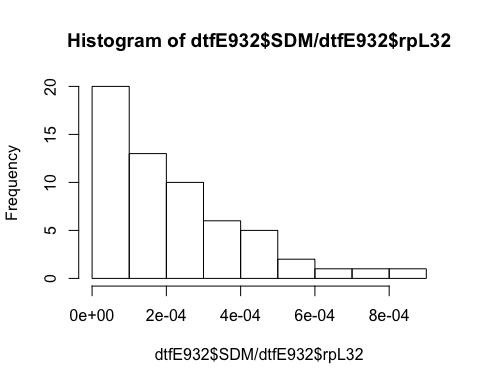 Histogram of dtfE932$SDM/dtfE932$rpL32
Frequency
20
15
10
5
0
0e+00 2e-04 4e-04 6e-04 8e-04
dtfE932$SDM/dtfE932$rpL32